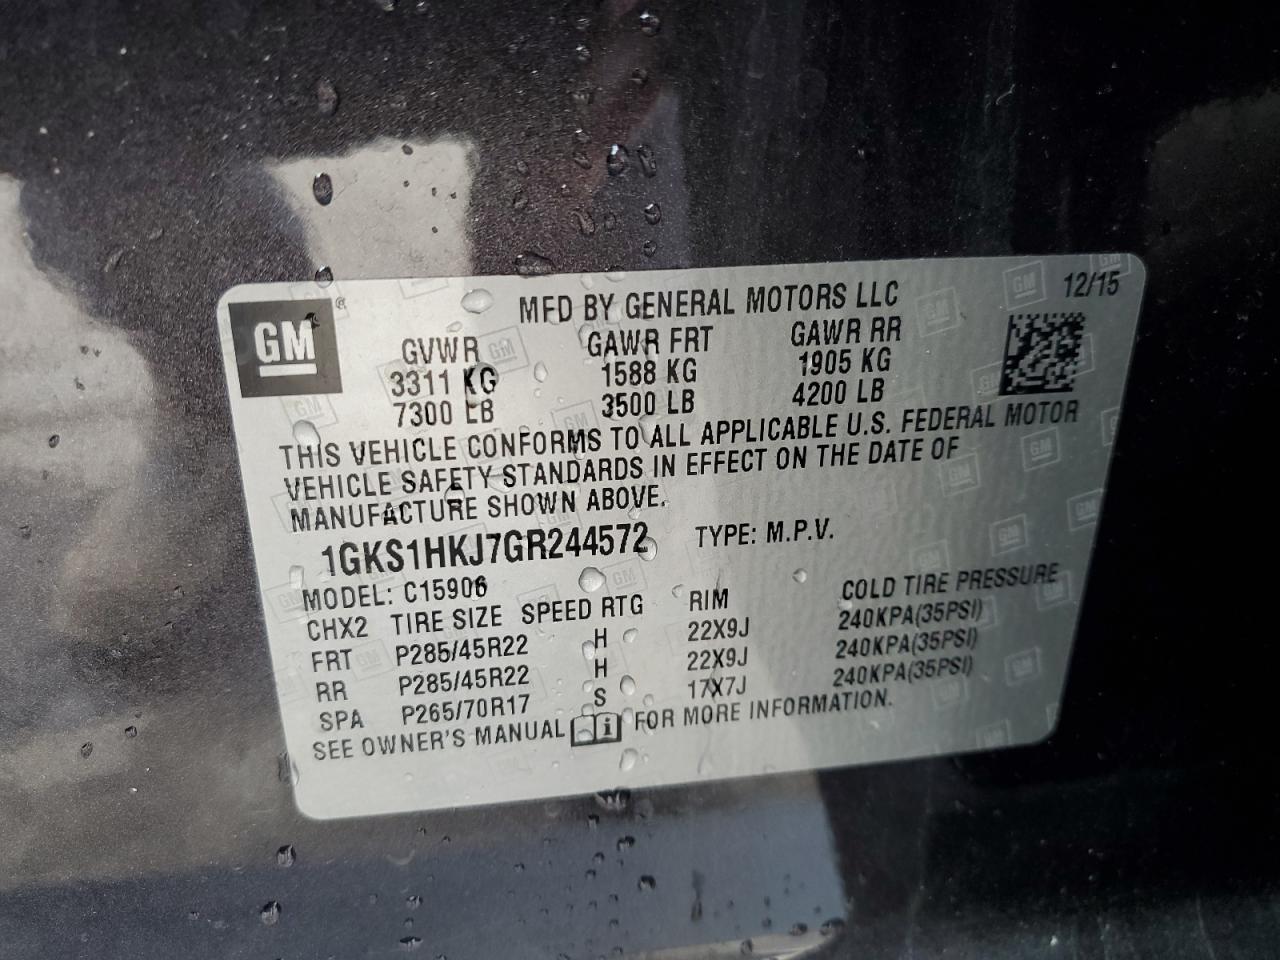 GM ®
MFD BY GENERAL MOTORS LLC 12/15
GVWR GAWR FRT GAWR RR
3311 KG 1588 KG 1905 KG
7300 LB 3500 LB 4200 LB
THIS VEHICLE CONFORMS TO ALL APPLICABLE U.S. FEDERAL MOTOR
VEHICLE SAFETY STANDARDS IN EFFECT ON THE DATE OF
MANUFACTURE SHOWN ABOVE.
1GKS1HKJ7GR244572 TYPE: M.P.V.
MODEL: C15906
CHX2 TIRE SIZE SPEED RTG RIM COLD TIRE PRESSURE
FRT P285/45R22 H 22X9J 240KPA(35PSI)
RR P285/45R22 H 22X9J 240KPA(35PSI)
SPA P265/70R17 S 17X7J 240KPA(35PSI)
SEE OWNER'S MANUAL i FOR MORE INFORMATION.